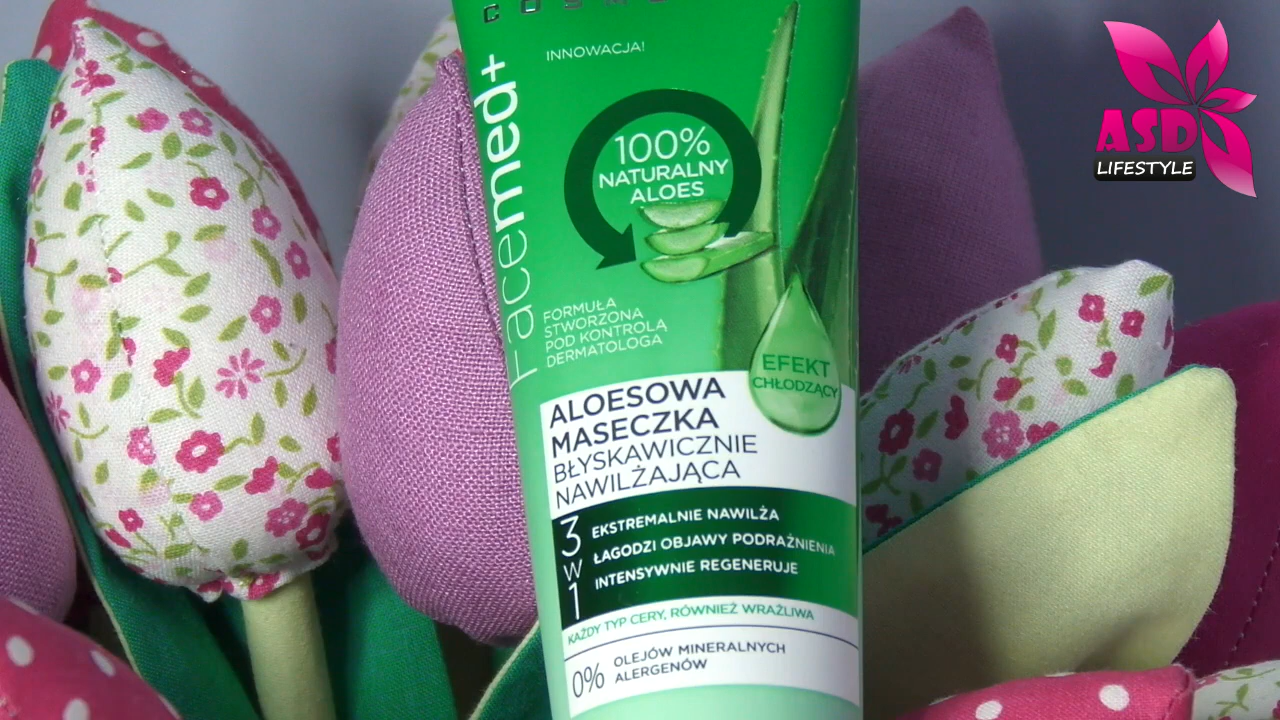 INNOWACJA!
Facemed+
100%
NATURALNY
ALOES
FORMUŁA
STWORZONA
POD KONTROLĄ
DERMATOLOGA
EFEKT
CHŁODZĄCY
ALOESOWA
MASECZKA
BŁYSKAWICZNIE
NAWILŻAJĄCA
3 W 1
EKSTREMALNIE NAWILŻA
ŁAGODZI OBJAWY PODRAŻNIENIA
INTENSYWNIE REGENERUJE
KAŻDY TYP CERY, RÓWNIEŻ WRAŻLIWA
0% OLEJÓW MINERALNYCH
ALERGENÓW
ASD
LIFESTYLE